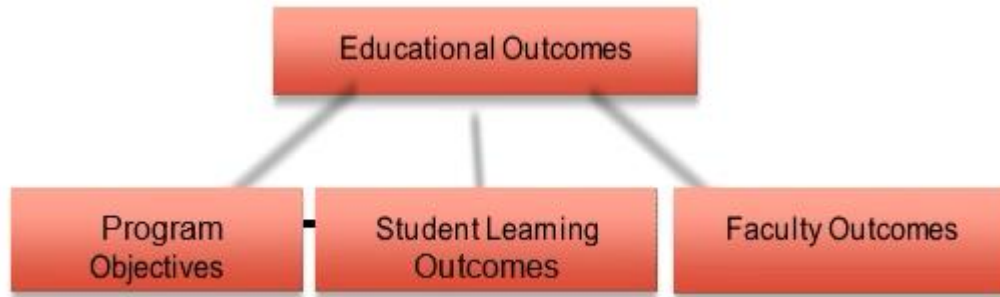 Educational Outcomes
Program
Objectives
Student Learning
Outcomes
Faculty Outcomes